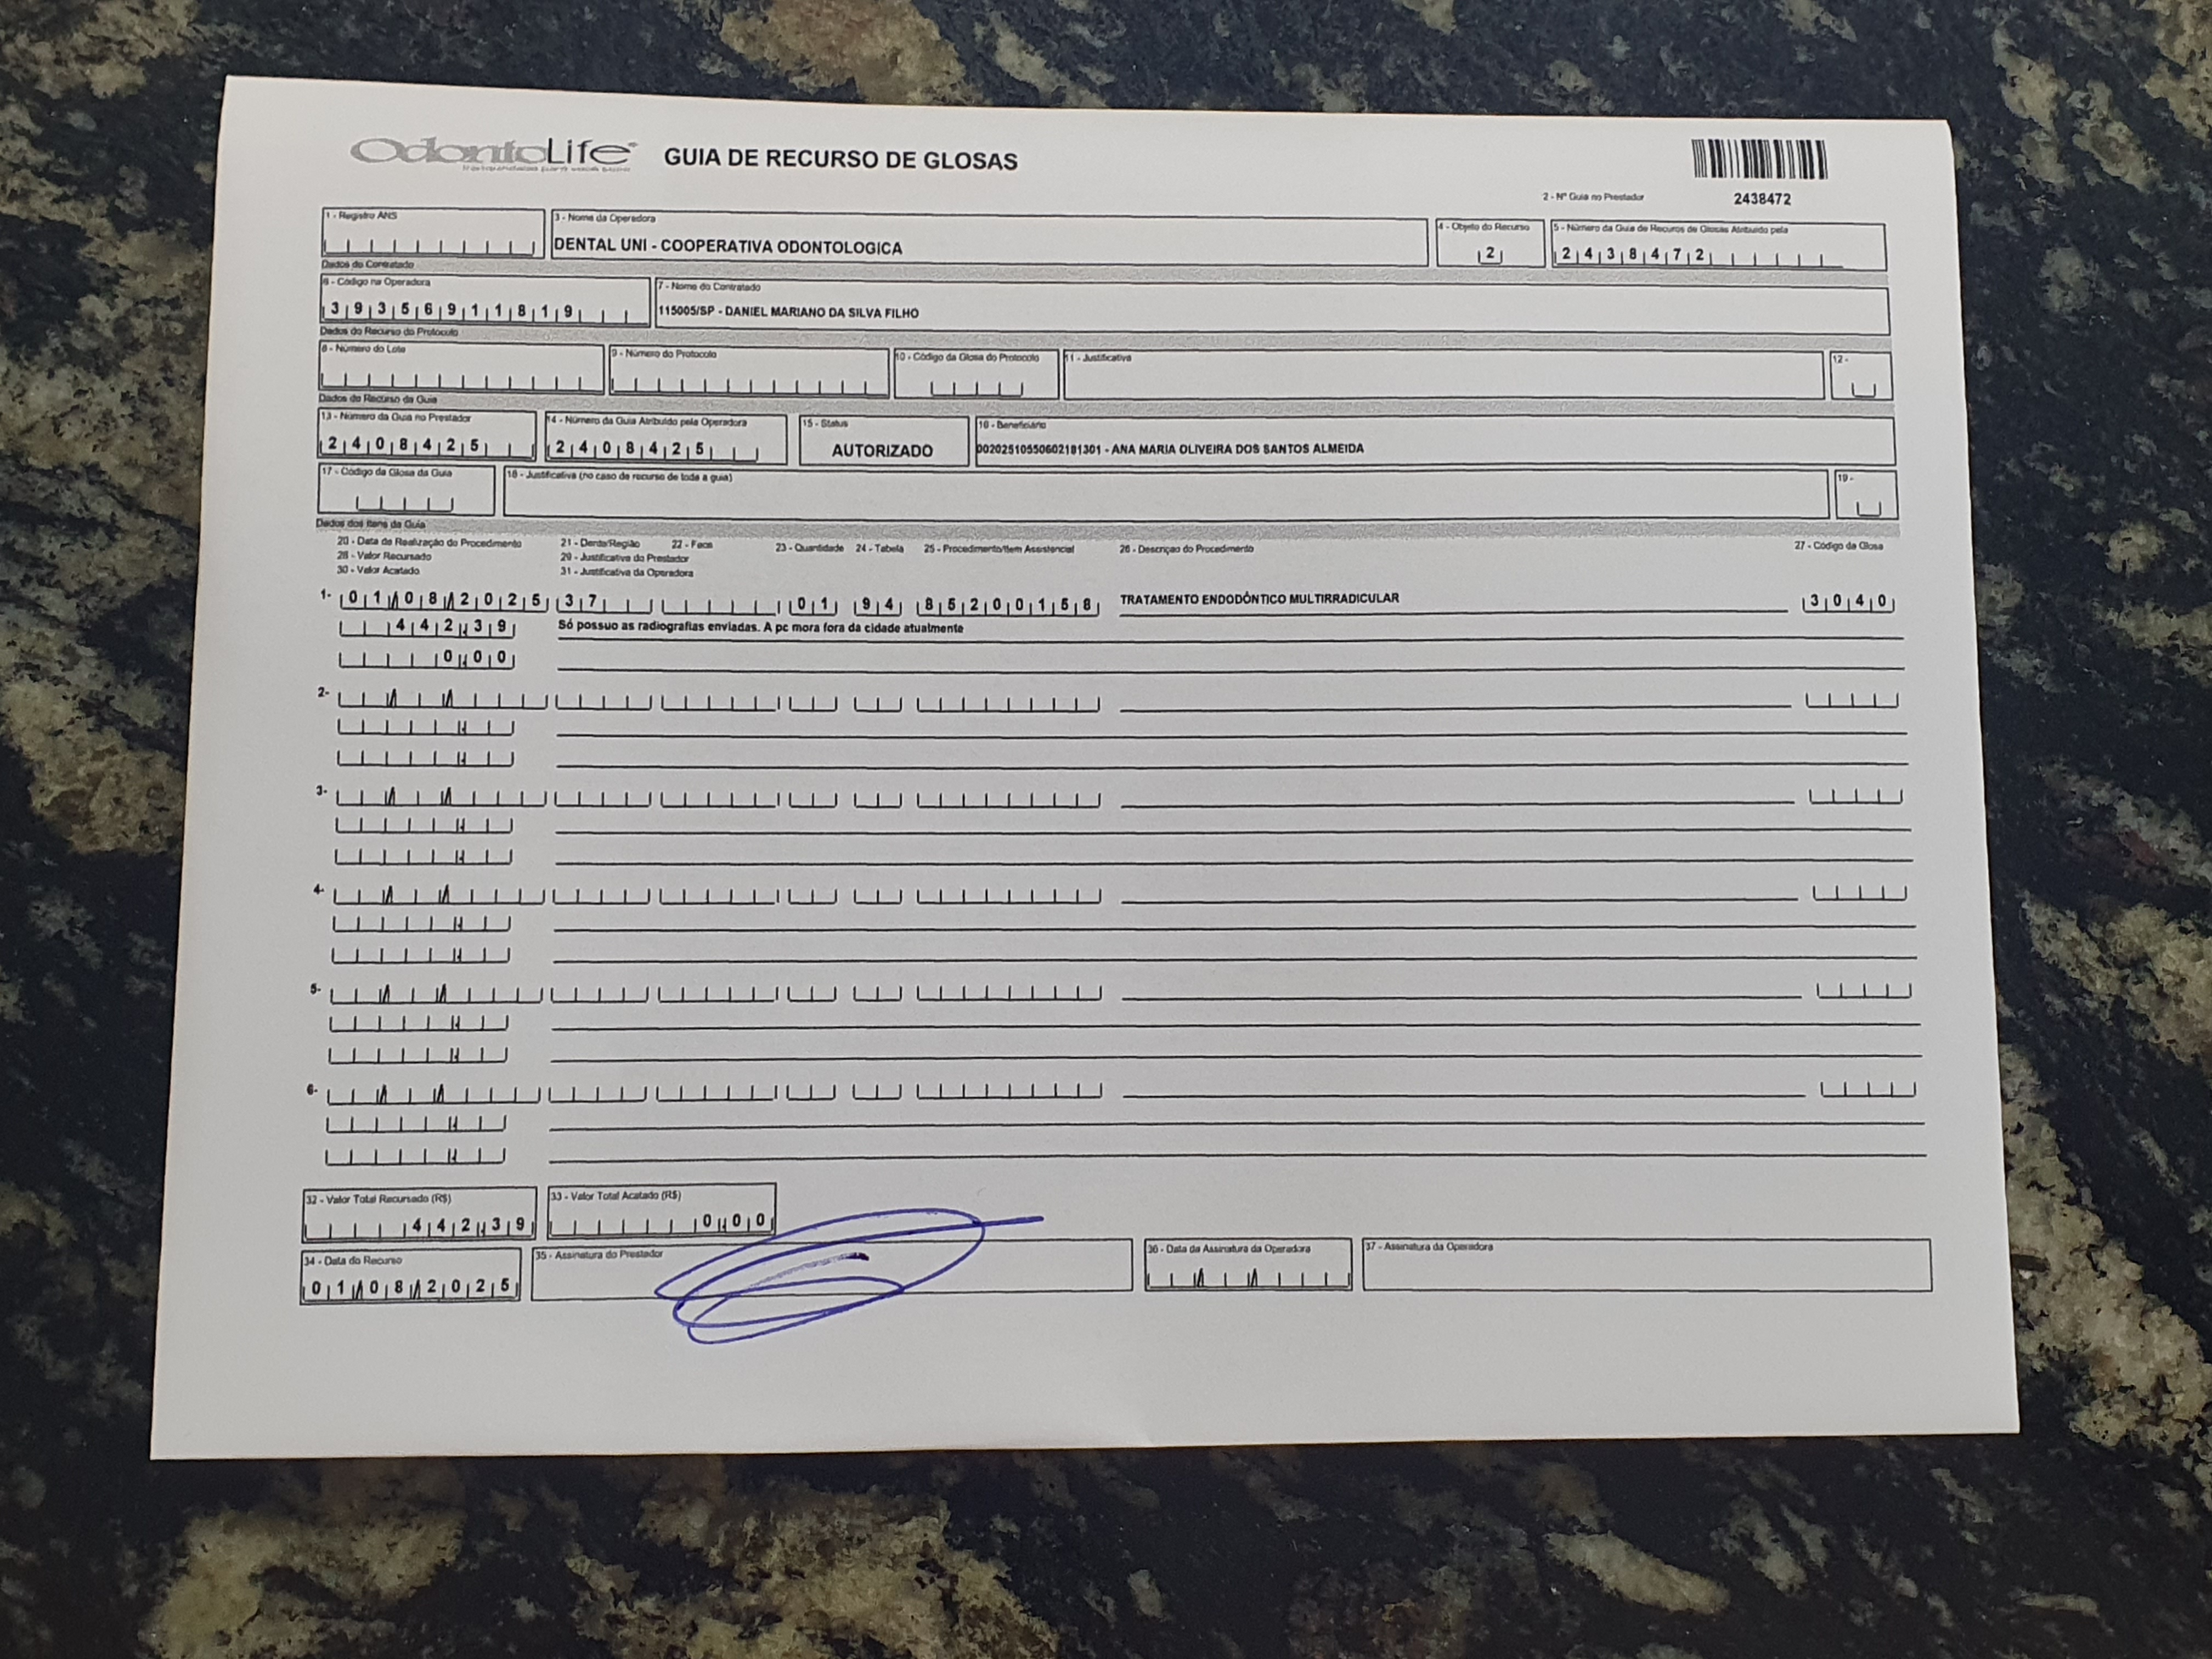 OdontoLife GUIA DE RECURSO DE GLOSAS
2 - Nº Guia no Prestador 2438472
1 - Registro ANS
3 - Nome da Operadora
DENTAL UNI - COOPERATIVA ODONTOLOGICA
4 - Objeto do Recurso
2
5 - Número da Guia de Recuros de Glosas Atribuído pela
2438472
Dados do Contratado
6 - Código na Operadora
39356911819
7 - Nome do Contratado
115005/SP - DANIEL MARIANO DA SILVA FILHO
Dados do Recurso do Protocolo
8 - Número do Lote
9 - Número do Protocolo
10 - Código da Glosa do Protocolo
11 - Justificativa
12 -
Dados do Recurso da Guia
13 - Número da Guia no Prestador
2408425
14 - Número da Guia Atribuído pela Operadora
2408425
15 - Status
AUTORIZADO
16 - Beneficiário
00202510550602181301 - ANA MARIA OLIVEIRA DOS SANTOS ALMEIDA
17 - Código da Glosa da Guia
18 - Justificativa (no caso de recurso de toda a guia)
19 -
Dados dos Itens da Guia
20 - Data de Realização do Procedimento 21 - Dente/Região 22 - Face 23 - Quantidade 24 - Tabela 25 - Procedimento/Item Assistencial 26 - Descriçao do Procedimento 27 - Código da Glosa
28 - Valor Recursado 29 - Justificativa do Prestador
30 - Valor Acatado 31 - Justificativa da Operadora
1- 01/08/2025 37 01 94 85200158 TRATAMENTO ENDODÔNTICO MULTIRRADICULAR 3040
442,39 Só possuo as radiografias enviadas. A pc mora fora da cidade atualmente
0,00
2-
3-
4-
5-
6-
32 - Valor Total Recursado (R$)
442,39
33 - Valor Total Acatado (R$)
0,00
34 - Data do Recurso
01/08/2025
35 - Assinatura do Prestador
36 - Data da Assinatura da Operadora
37 - Assinatura da Operadora